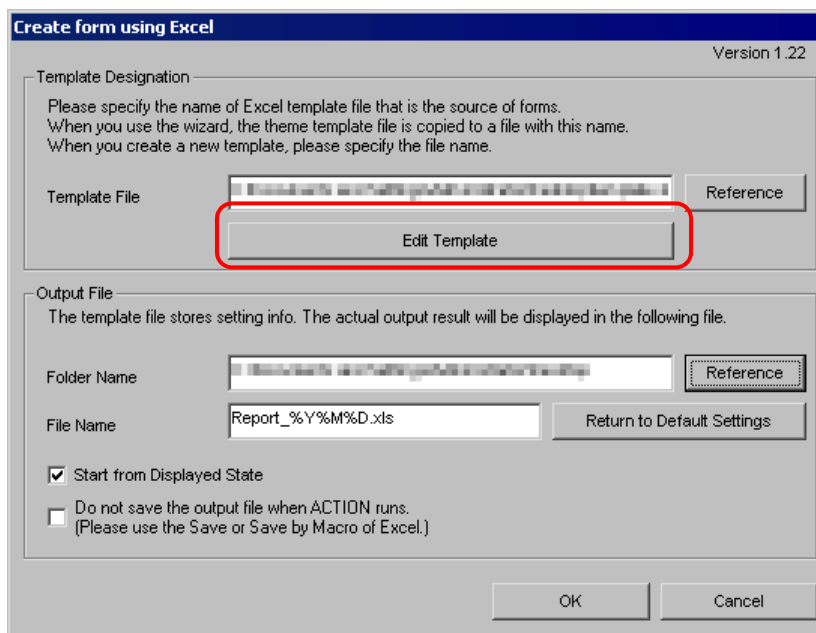 Create form using Excel
Version 1.22
Template Designation
Please specify the name of Excel template file that is the source of forms.
When you use the wizard, the theme template file is copied to a file with this name.
When you create a new template, please specify the file name.
Template File
Reference
Edit Template
Output File
The template file stores setting info. The actual output result will be displayed in the following file.
Folder Name
Reference
File Name
Report_%Y%M%D.xls
Return to Default Settings
Start from Displayed State
Do not save the output file when ACTION runs.
(Please use the Save or Save by Macro of Excel.)
OK
Cancel